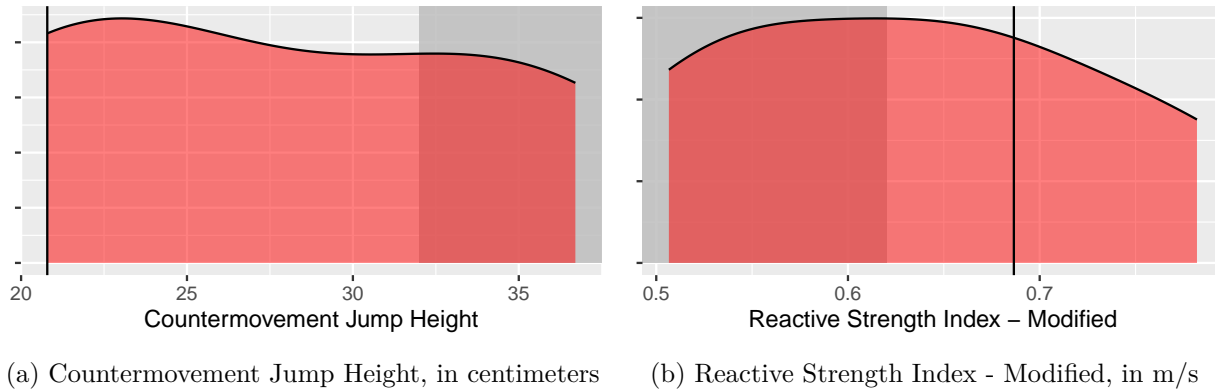 20 25 30 35
Countermovement Jump Height
0.5 0.6 0.7
Reactive Strength Index − Modified
(a) Countermovement Jump Height, in centimeters
(b) Reactive Strength Index - Modified, in m/s